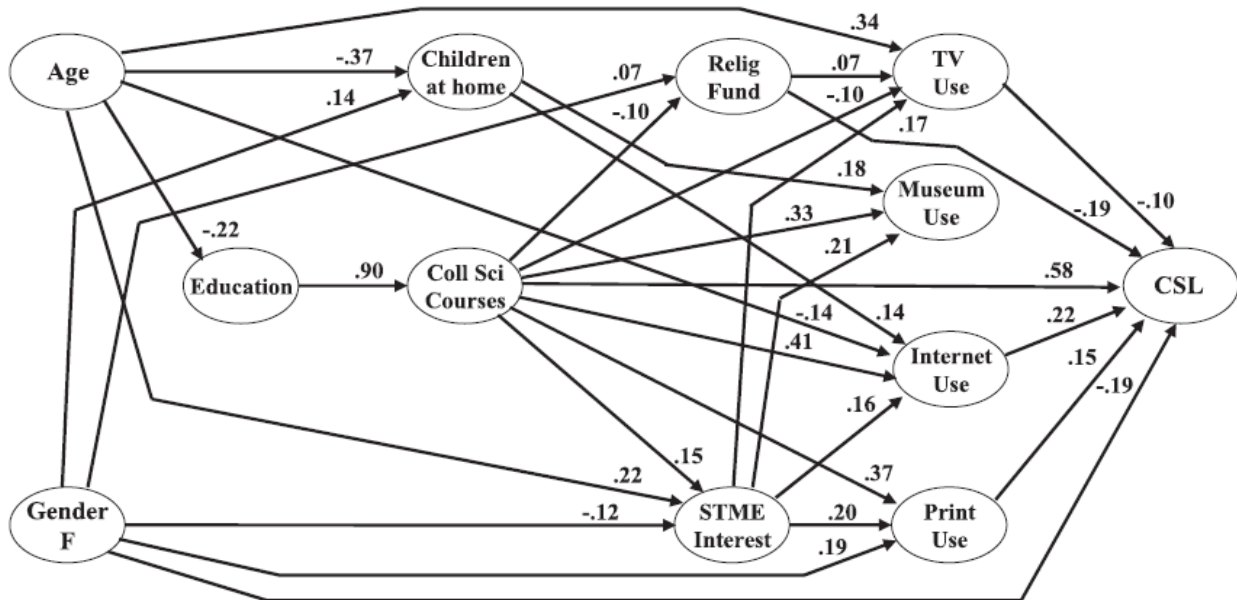 .34
Age
-.37
Children
at home
.07
Relig
Fund
.07
TV
Use
.14
-.10
-.10
.17
.18
Museum
Use
-.19
-.10
-.22
.33
.21
Education
.90
Coll Sci
Courses
.58
CSL
-.14
.14
.22
.41
Internet
Use
.15
-.19
.16
.15
.37
.22
Gender
F
-.12
STME
Interest
.20
Print
Use
.19